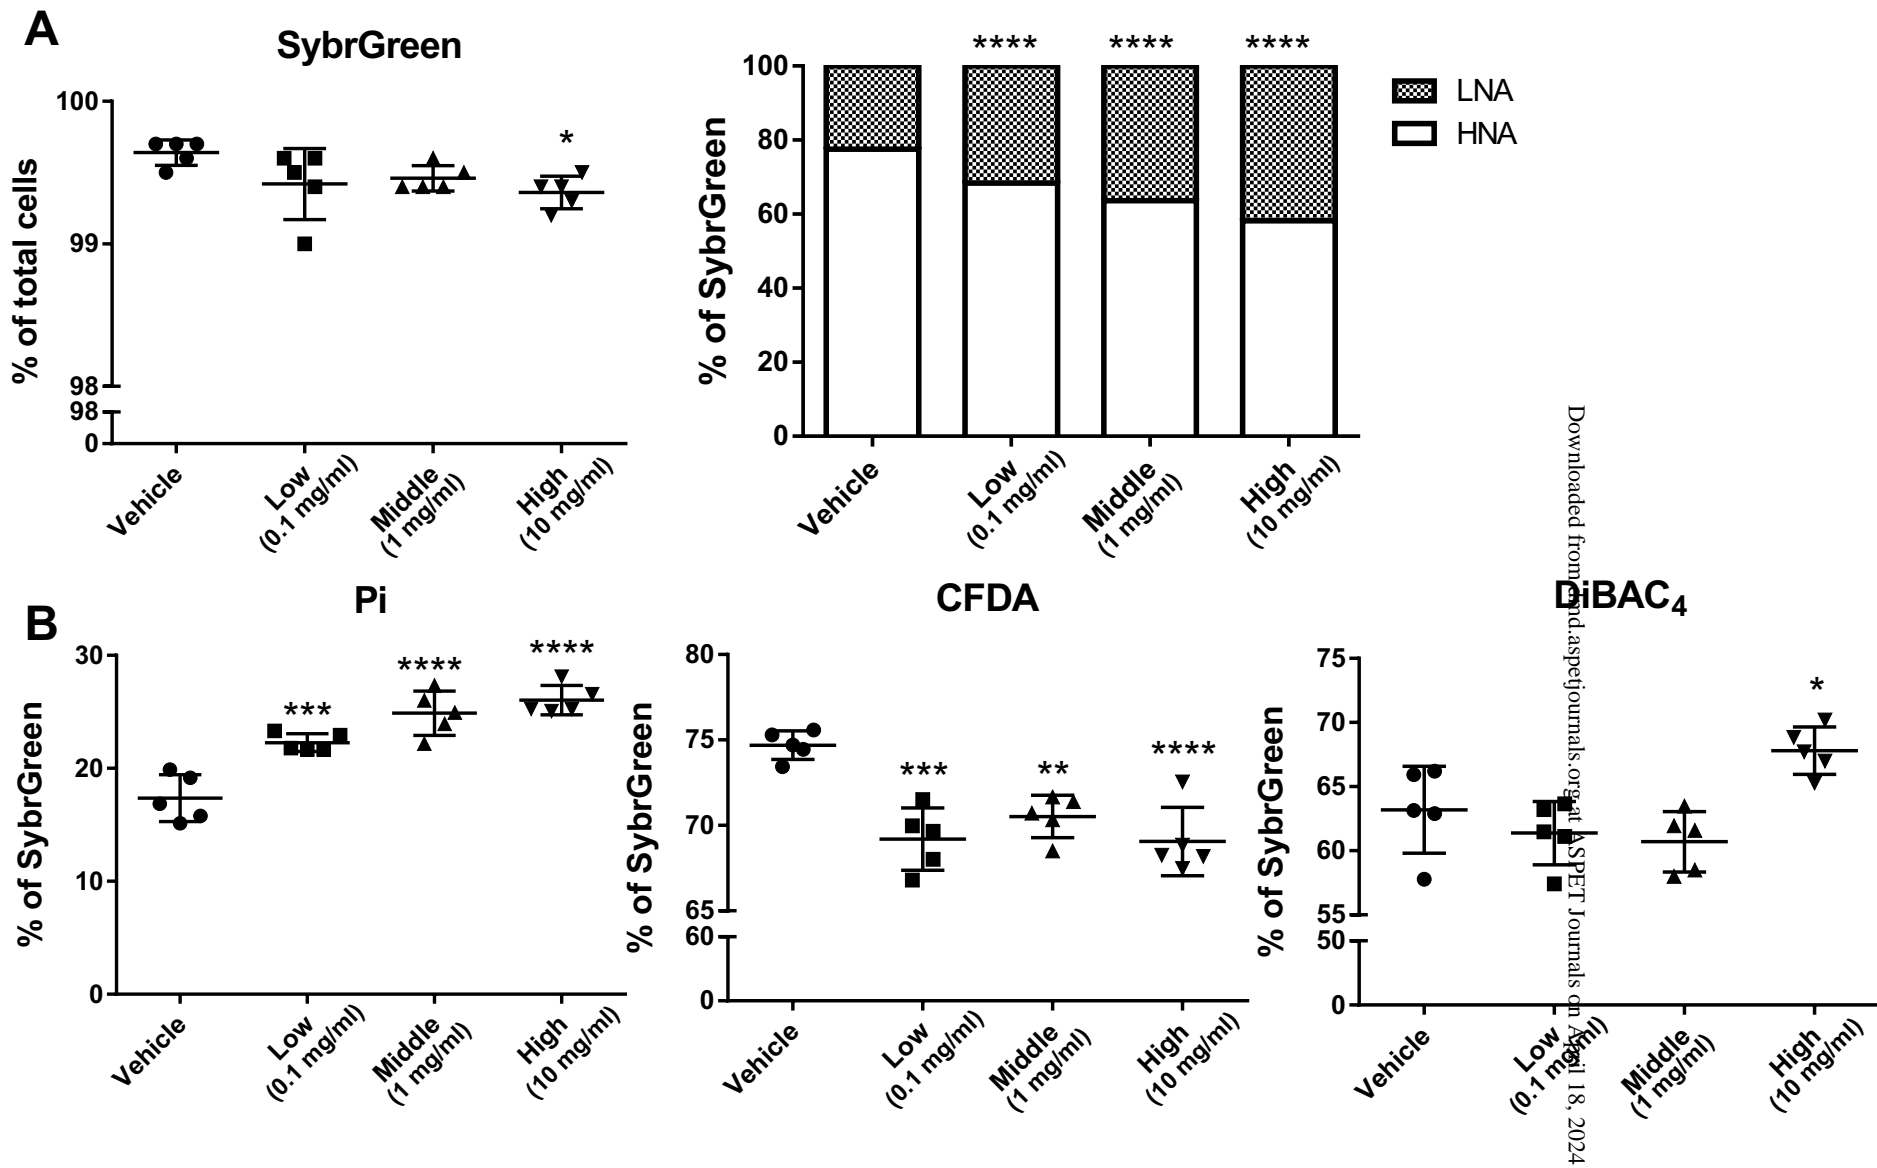 A
SybrGreen
% of total cells
100
99
98
98
0
*
Vehicle
Low
(0.1 mg/ml)
Middle
(1 mg/ml)
High
(10 mg/ml)
% of SybrGreen
100
80
60
40
20
0
**** **** ****
Vehicle
Low
(0.1 mg/ml)
Middle
(1 mg/ml)
High
(10 mg/ml)
LNA
HNA
B
Pi
% of SybrGreen
30
20
10
0
*** **** ****
Vehicle
Low
(0.1 mg/ml)
Middle
(1 mg/ml)
High
(10 mg/ml)
CFDA
% of SybrGreen
80
75
70
65
60
0
*** ** ****
Vehicle
Low
(0.1 mg/ml)
Middle
(1 mg/ml)
High
(10 mg/ml)
DiBAC4
% of SybrGreen
75
70
65
60
55
50
0
*
Vehicle
Low
(0.1 mg/ml)
Middle
(1 mg/ml)
High
(10 mg/ml)
Downloaded from dmd.aspetjournals.org at ASPET Journals on April 18, 2024